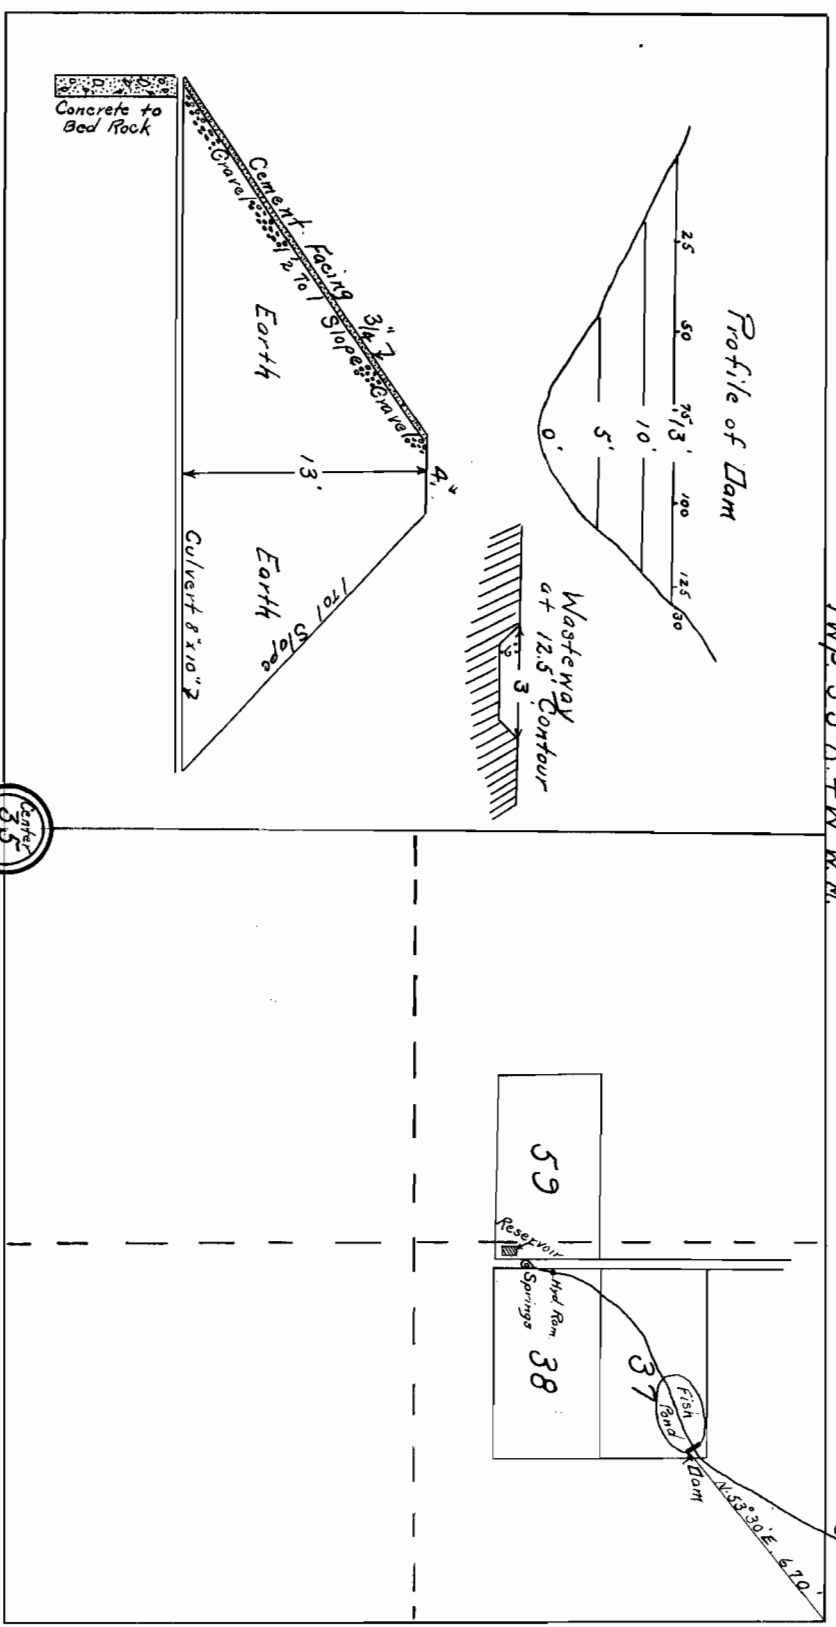 Concrete to
Bed Rock
Cement Facing 3/4"
Gravel
1 1/2 To 1 Slope
Gravel
Earth
13'
4'
Earth
1 To 1
Slope
Culvert 8"x10"
Profile of Dam
25
50
75
100
125
130
13'
10'
5'
0'
Wasteway
at 12.5' Contour
3
Center
35
59
Reservoir
Springs
Hyd. Ram.
38
37
Fish
Pond
Dam
N.53°30'E. 670'